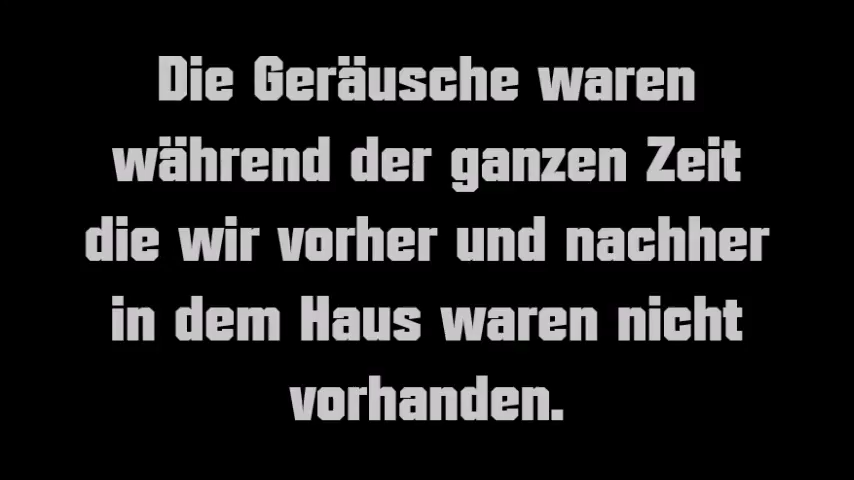 Die Geräusche waren
während der ganzen Zeit
die wir vorher und nachher
in dem Haus waren nicht
vorhanden.